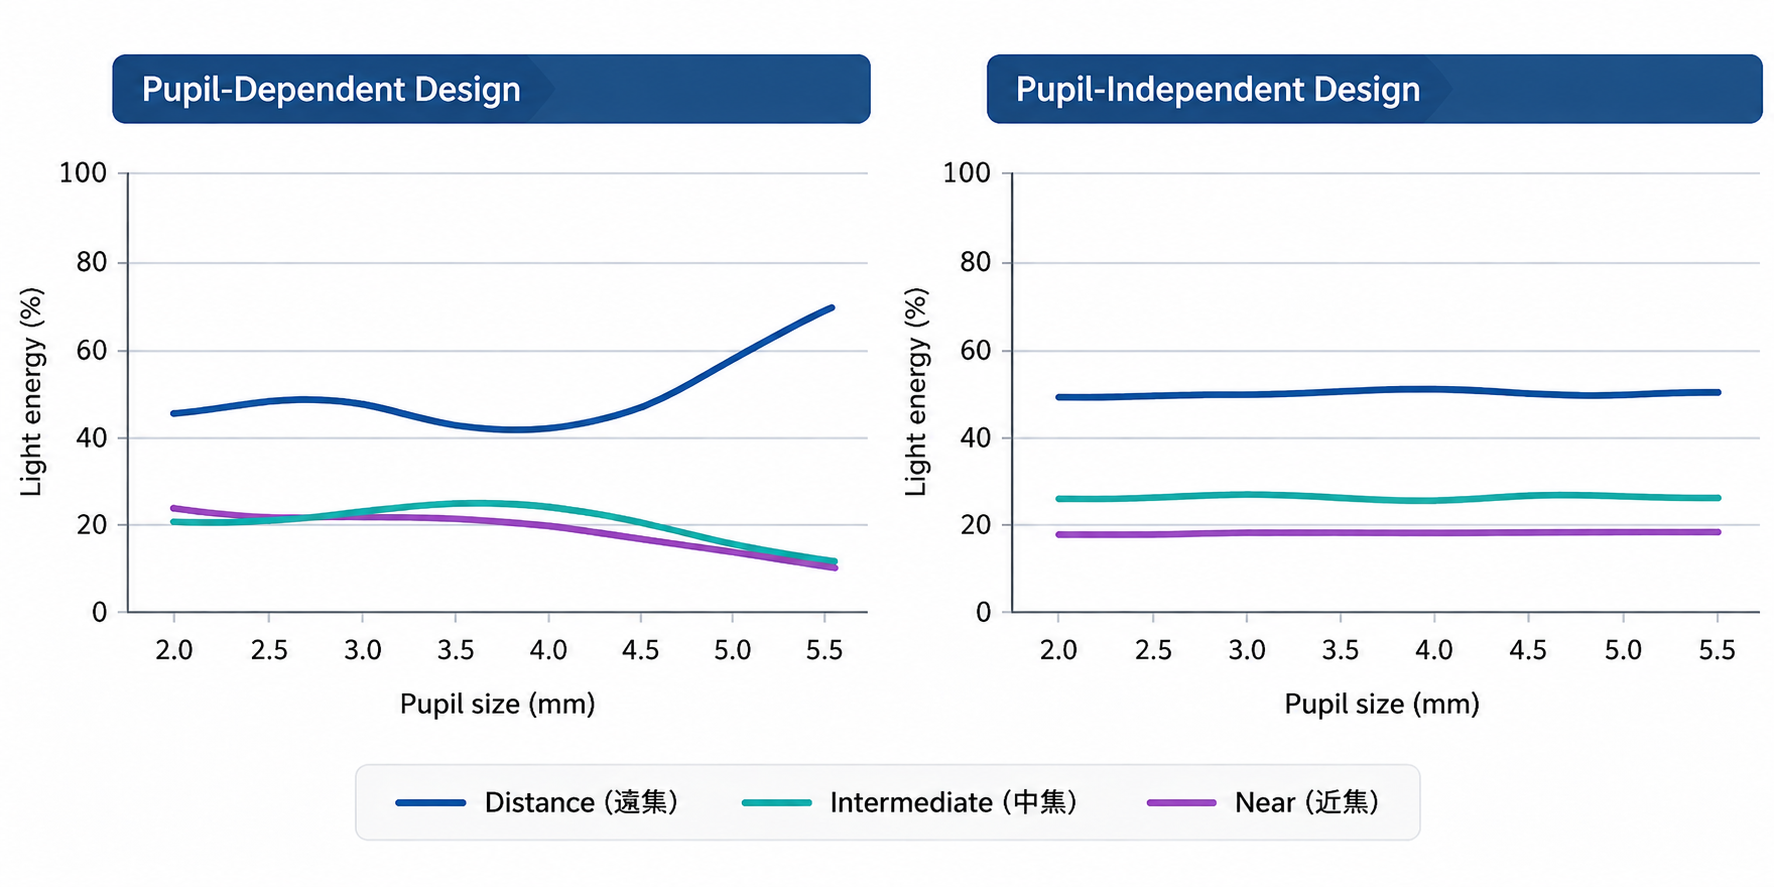 Pupil-Dependent Design
100
80
60
40
20
0
Light energy (%)
2.0 2.5 3.0 3.5 4.0 4.5 5.0 5.5
Pupil size (mm)
Pupil-Independent Design
100
80
60
40
20
0
Light energy (%)
2.0 2.5 3.0 3.5 4.0 4.5 5.0 5.5
Pupil size (mm)
Distance (遠集) Intermediate (中集) Near (近焦)